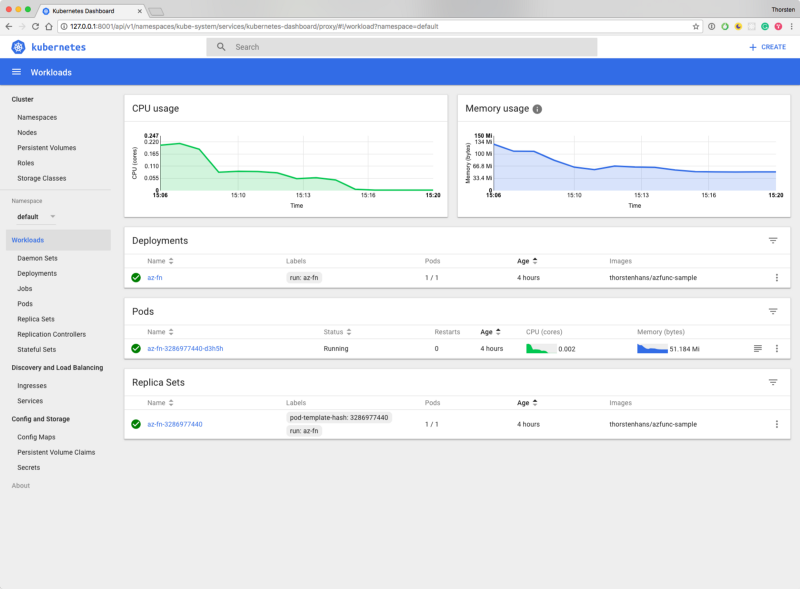 Kubernetes Dashboard
Thorsten
127.0.0.1:8001/api/v1/namespaces/kube-system/services/kubernetes-dashboard/proxy/#!/workload?namespace=default
kubernetes
Search
+ CREATE
Workloads
Cluster
Namespaces
Nodes
Persistent Volumes
Roles
Storage Classes
Namespace
default
Workloads
Daemon Sets
Deployments
Jobs
Pods
Replica Sets
Replication Controllers
Stateful Sets
Discovery and Load Balancing
Ingresses
Services
Config and Storage
Config Maps
Persistent Volume Claims
Secrets
About
CPU usage
CPU (cores)
0.247
0.220
0.165
0.110
0.055
0
15:06 15:10 15:13 15:16 15:20
Time
Memory usage
Memory (bytes)
150 Mi
134 Mi
100 Mi
66.8 Mi
33.4 Mi
0
15:06 15:10 15:13 15:16 15:20
Time
Deployments
Name Labels Pods Age Images
az-fn run: az-fn 1 / 1 4 hours thorstenhans/azfunc-sample
Pods
Name Status Restarts Age CPU (cores) Memory (bytes)
az-fn-3286977440-d3h5h Running 0 4 hours 0.002 51.184 Mi
Replica Sets
Name Labels Pods Age Images
az-fn-3286977440 pod-template-hash: 3286977440 1 / 1 4 hours thorstenhans/azfunc-sample
run: az-fn